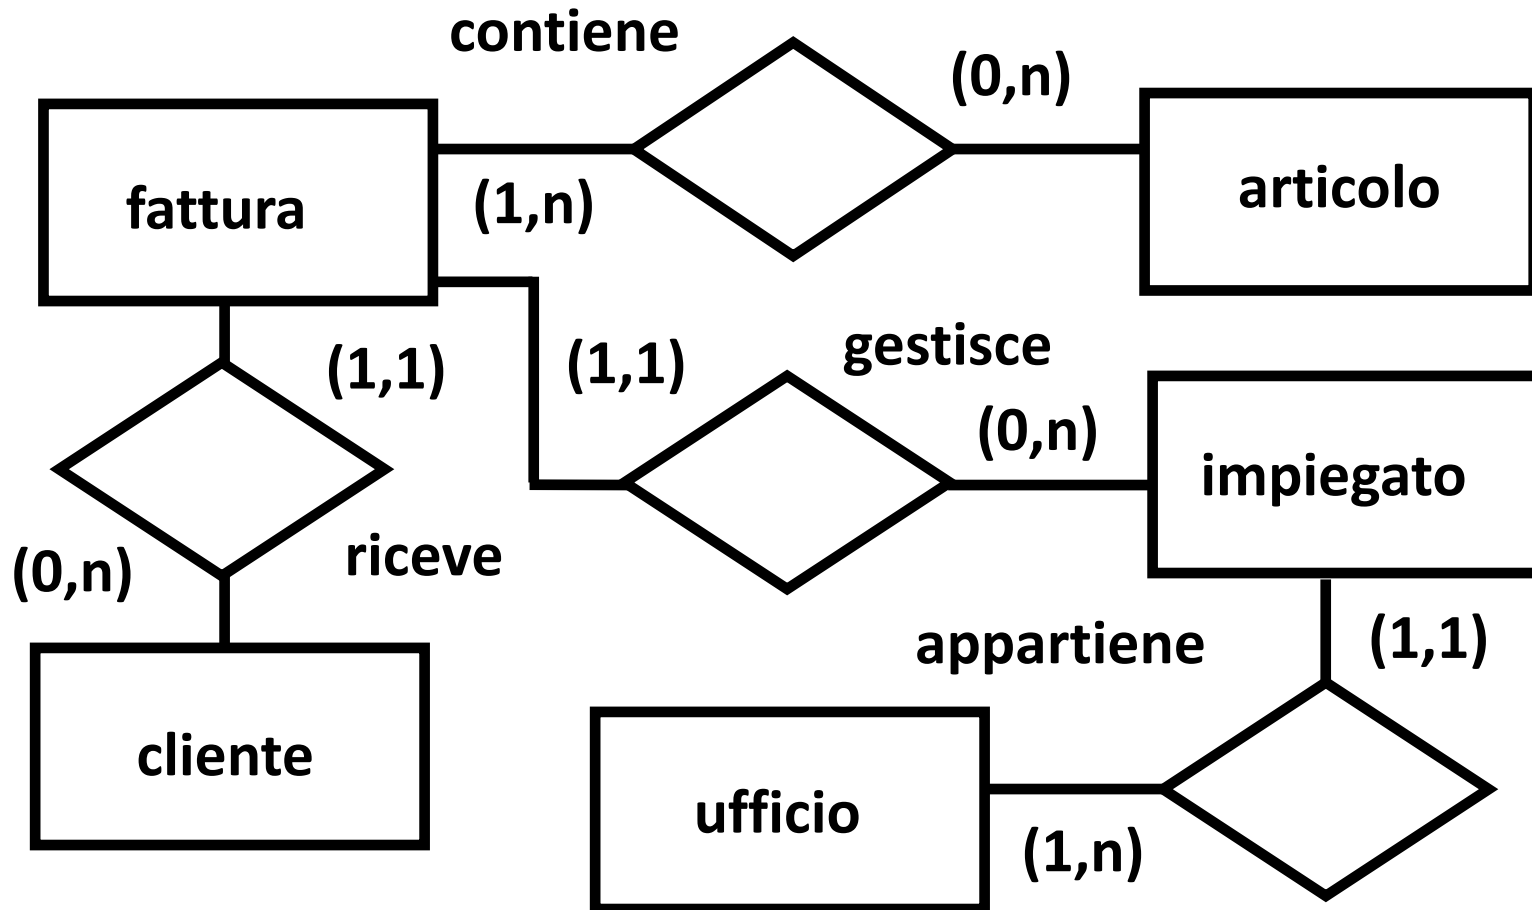 contiene
(0,n)
fattura
(1,n)
articolo
gestisce
(1,1)
(1,1)
(0,n)
impiegato
riceve
(0,n)
appartiene
(1,1)
cliente
ufficio
(1,n)